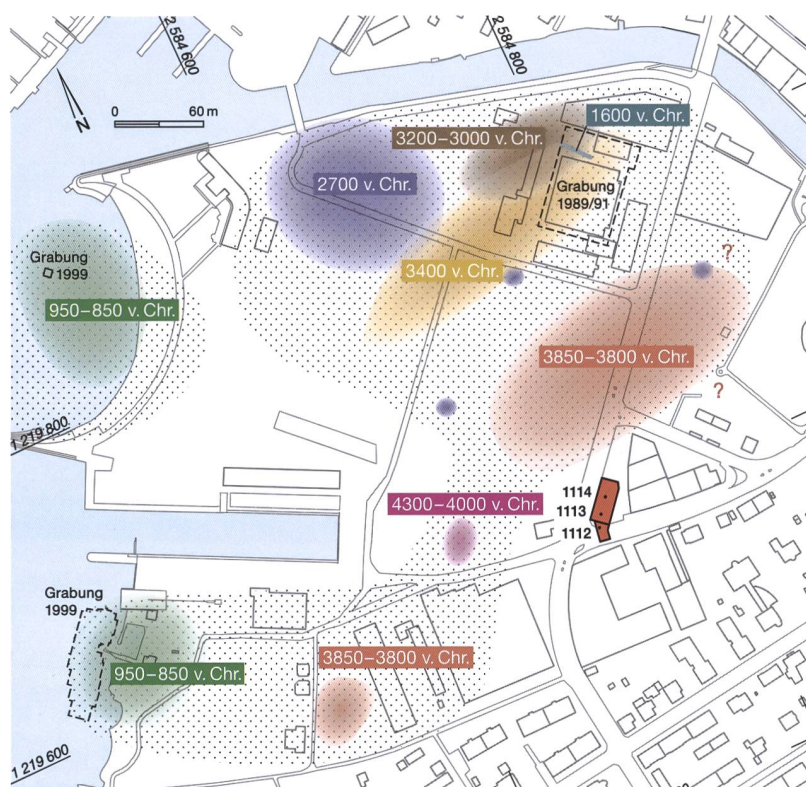 2 584 600
2 584 800
N
0 60 m
1600 v. Chr.
3200–3000 v. Chr.
2700 v. Chr.
Grabung
1989/91
Grabung
1999
3400 v. Chr.
?
950–850 v. Chr.
3850–3800 v. Chr.
?
1 219 800
1114
4300–4000 v. Chr.
1113
1112
Grabung
1999
3850–3800 v. Chr.
950–850 v. Chr.
1 219 600